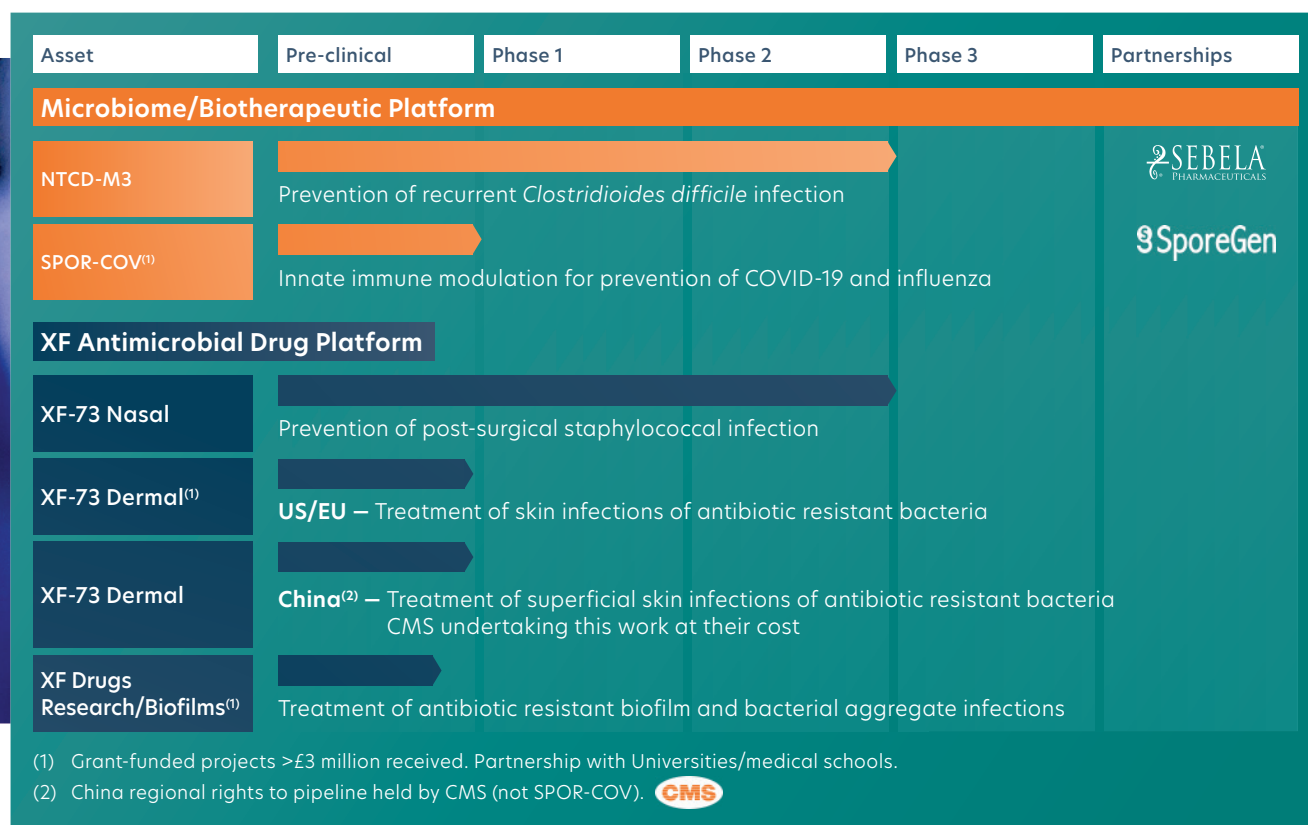 Asset Pre-clinical Phase 1 Phase 2 Phase 3 Partnerships
Microbiome/Biotherapeutic Platform
NTCD-M3
Prevention of recurrent Clostridioides difficile infection
SEBELA
PHARMACEUTICALS
SPOR-COV(1)
Innate immune modulation for prevention of COVID-19 and influenza
SporeGen
XF Antimicrobial Drug Platform
XF-73 Nasal
Prevention of post-surgical staphylococcal infection
XF-73 Dermal(1)
US/EU — Treatment of skin infections of antibiotic resistant bacteria
XF-73 Dermal
China(2) — Treatment of superficial skin infections of antibiotic resistant bacteria
CMS undertaking this work at their cost
XF Drugs
Research/Biofilms(1)
Treatment of antibiotic resistant biofilm and bacterial aggregate infections
(1) Grant-funded projects >£3 million received. Partnership with Universities/medical schools.
(2) China regional rights to pipeline held by CMS (not SPOR-COV). CMS